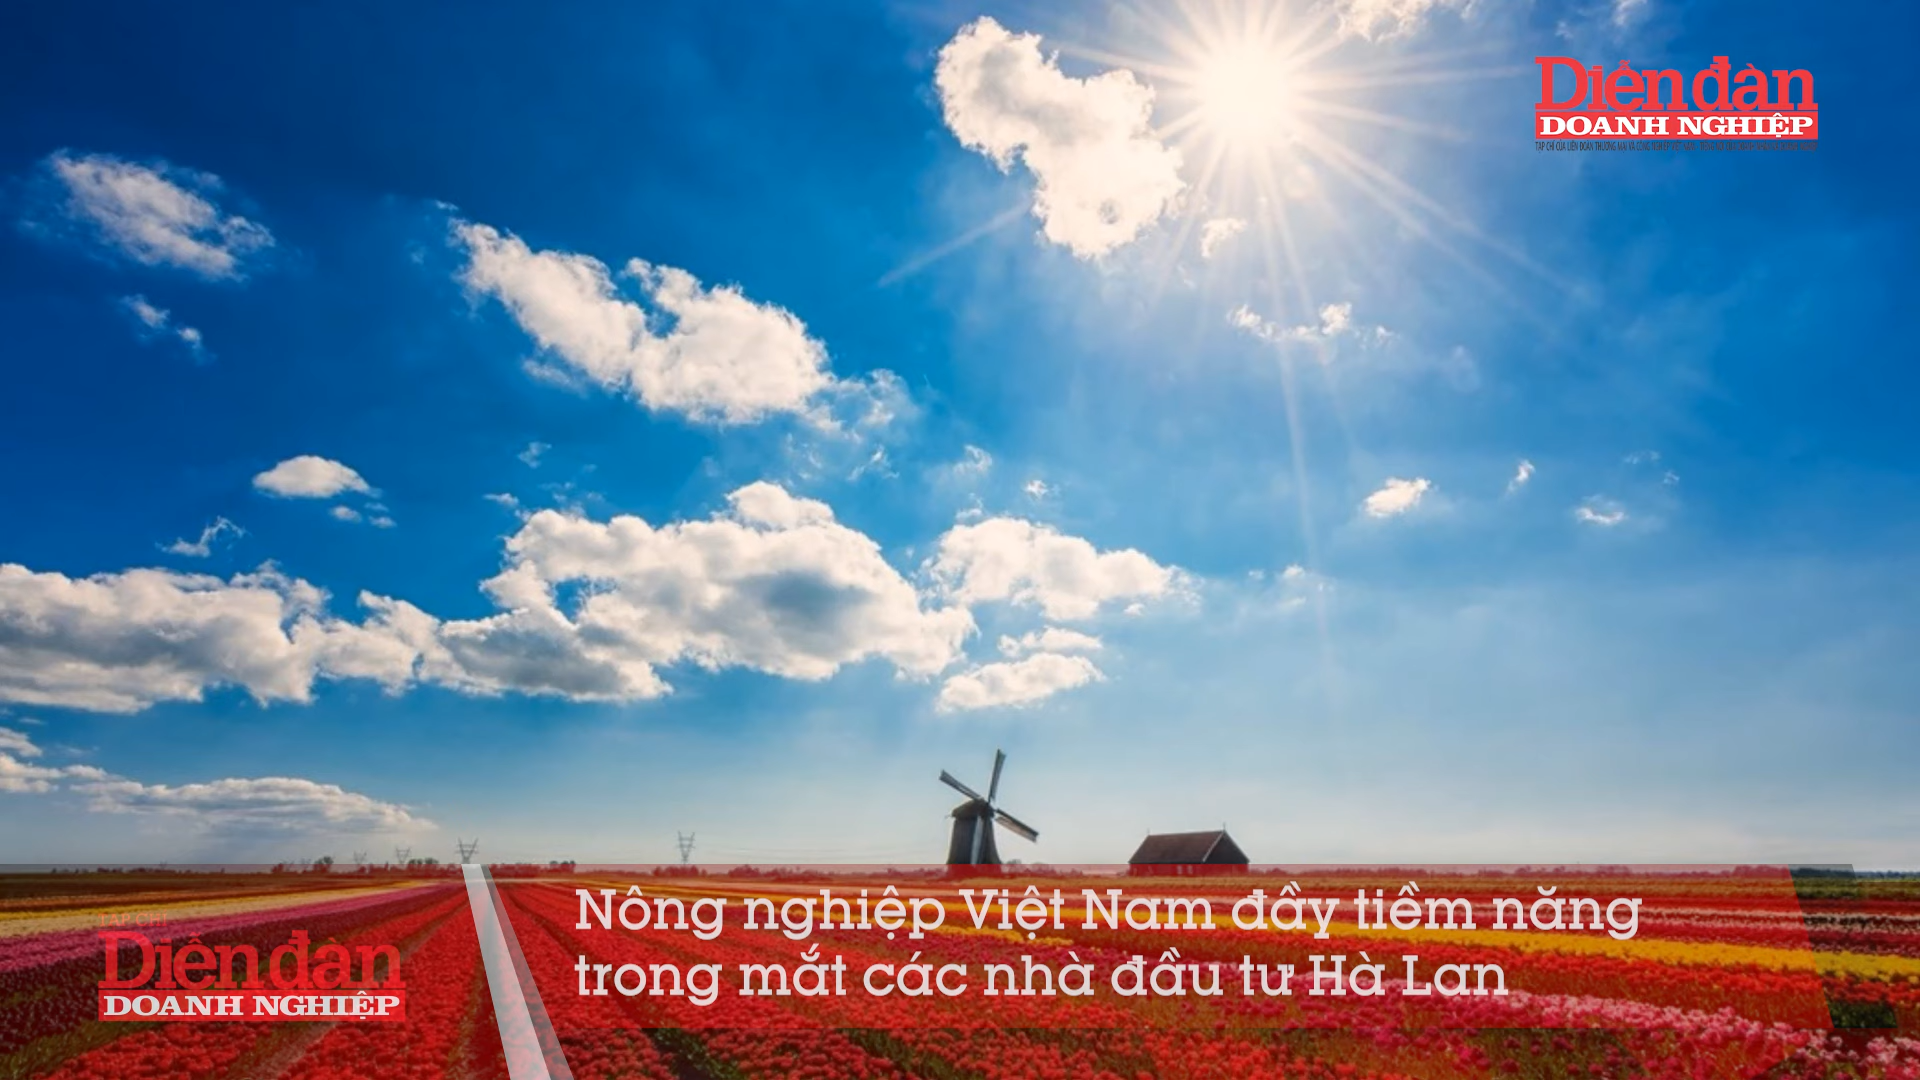 Diễn đàn
DOANH NGHIỆP
Nông nghiệp Việt Nam đầy tiềm năng
trong mắt các nhà đầu tư Hà Lan
TẠP CHÍ
Diễn đàn
DOANH NGHIỆP